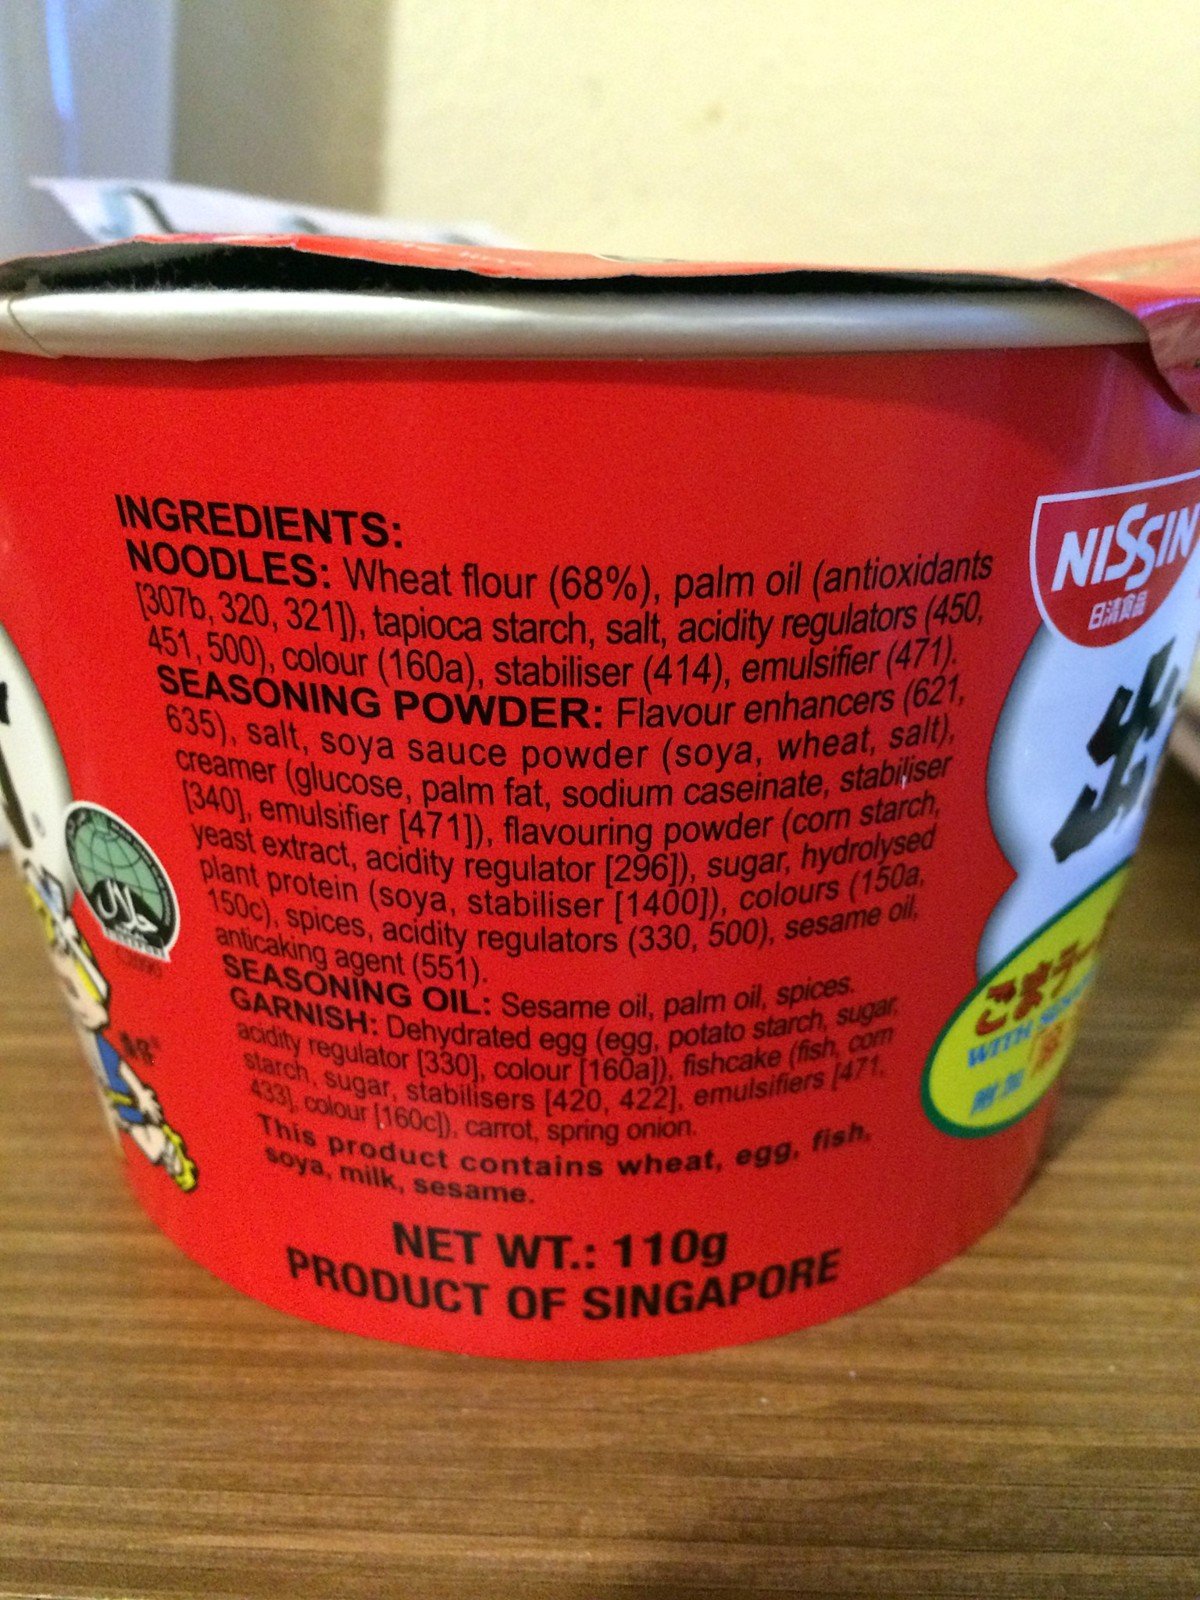 INGREDIENTS:
NOODLES: Wheat flour (68%), palm oil (antioxidants
[307b, 320, 321]), tapioca starch, salt, acidity regulators (450,
451, 500), colour (160a), stabiliser (414), emulsifier (471).
SEASONING POWDER: Flavour enhancers (621,
635), salt, soya sauce powder (soya, wheat, salt),
creamer (glucose, palm fat, sodium caseinate, stabiliser
[340], emulsifier [471]), flavouring powder (corn starch,
yeast extract, acidity regulator [296]), sugar, hydrolysed
plant protein (soya, stabiliser [1400]), colours (150a,
150c), spices, acidity regulators (330, 500), sesame oil,
anticaking agent (551).
SEASONING OIL: Sesame oil, palm oil, spices.
GARNISH: Dehydrated egg (egg, potato starch, sugar,
acidity regulator [330], colour [160a]), fishcake (fish, corn
starch, sugar, stabilisers [420, 422], emulsifiers [471,
433], colour [160c]), carrot, spring onion.
This product contains wheat, egg, fish,
soya, milk, sesame.
NET WT.: 110g
PRODUCT OF SINGAPORE
NISSIN
日清食品
出
ごまラー
WITH
附加